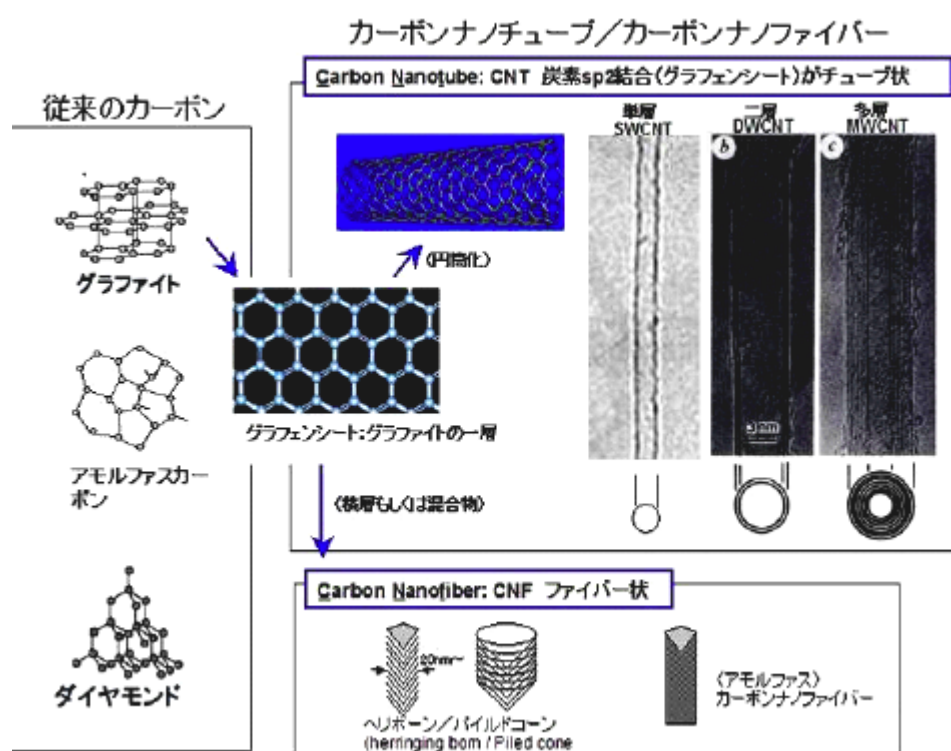 カーボンナノチューブ／カーボンナノファイバー
Carbon Nanotube: CNT 炭素sp2結合(グラフェンシート)がチューブ状
従来のカーボン
単層
SWCNT
二層
DWCNT
多層
MWCNT
b
c
グラファイト
(円筒化)
グラフェンシート:グラファイトの一層
3 nm
アモルファスカー
ボン
(積層もしくは混合物)
Carbon Nanofiber: CNF ファイバー状
20nm～
ダイヤモンド
ヘリボーン／パイルドコーン
(herringing born / Piled cone
(アモルファス)
カーボンナノファイバー